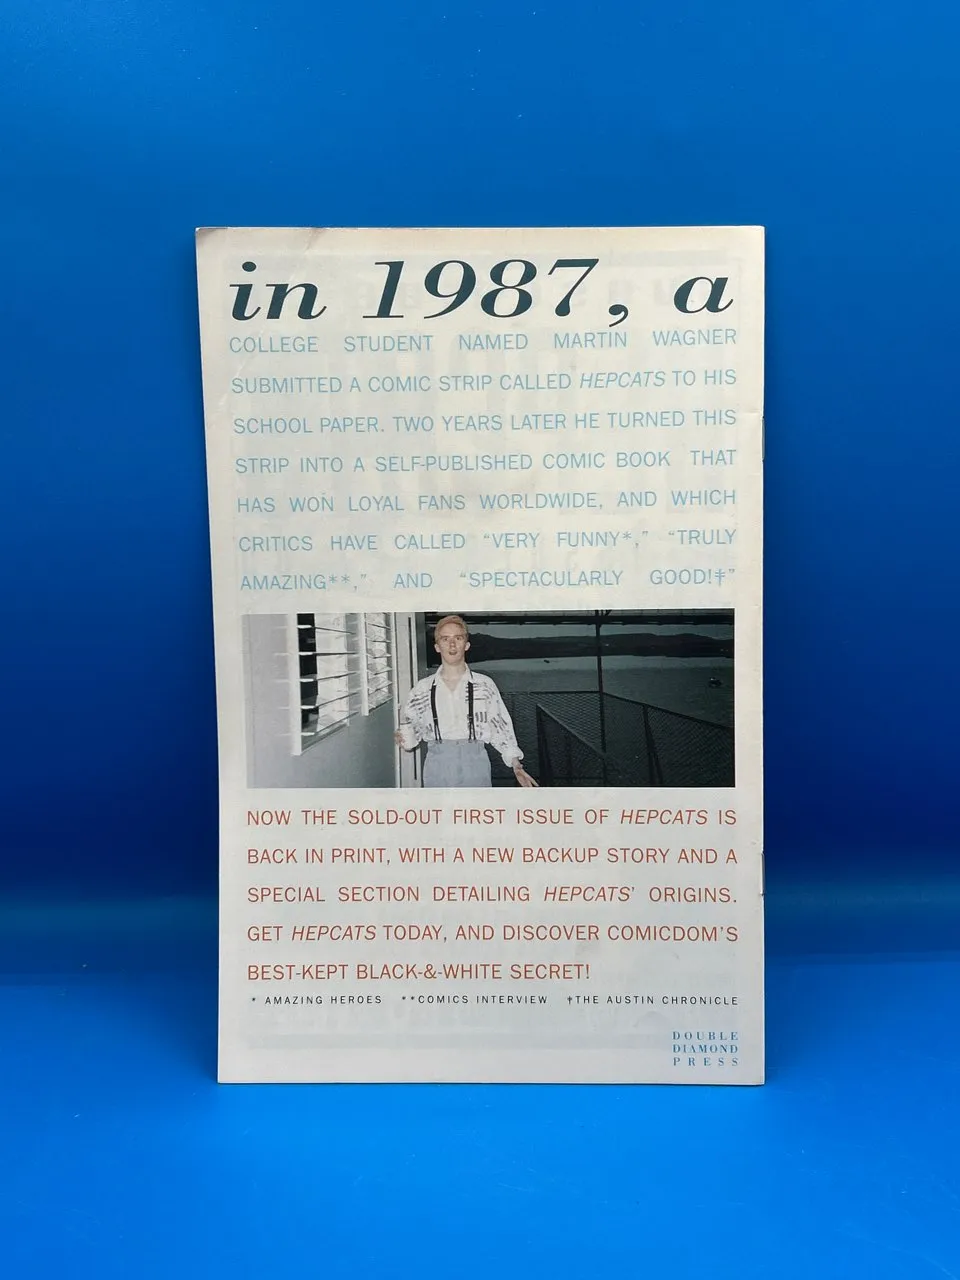 in 1987, a
COLLEGE STUDENT NAMED MARTIN WAGNER
SUBMITTED A COMIC STRIP CALLED HEPCATS TO HIS
SCHOOL PAPER. TWO YEARS LATER HE TURNED THIS
STRIP INTO A SELF-PUBLISHED COMIC BOOK THAT
HAS WON LOYAL FANS WORLDWIDE, AND WHICH
CRITICS HAVE CALLED “VERY FUNNY*,” “TRULY
AMAZING**,” AND “SPECTACULARLY GOOD!‡”
NOW THE SOLD-OUT FIRST ISSUE OF HEPCATS IS
BACK IN PRINT, WITH A NEW BACKUP STORY AND A
SPECIAL SECTION DETAILING HEPCATS’ ORIGINS.
GET HEPCATS TODAY, AND DISCOVER COMICDOM’S
BEST-KEPT BLACK-&-WHITE SECRET!
* AMAZING HEROES **COMICS INTERVIEW †THE AUSTIN CHRONICLE
DOUBLE
DIAMOND
PRESS